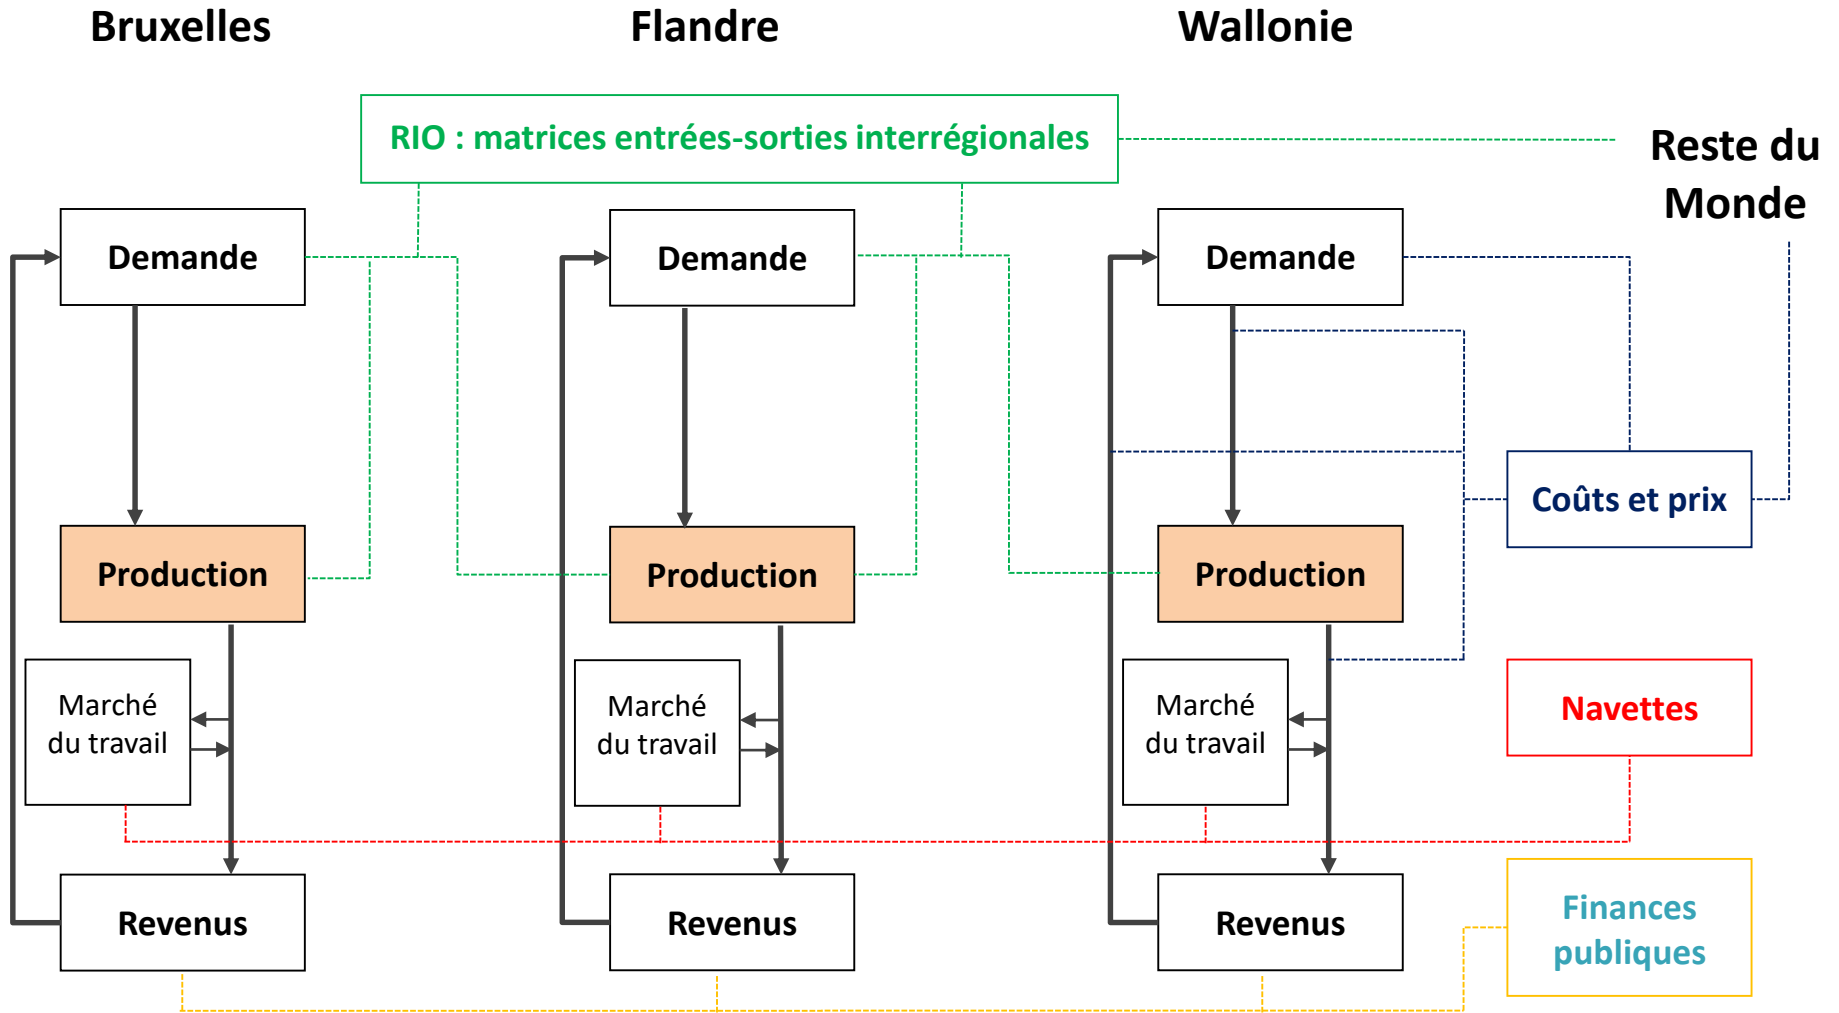 Bruxelles
Flandre
Wallonie
RIO : matrices entrées-sorties interrégionales
Reste du
Monde
Demande
Demande
Demande
Coûts et prix
Production
Production
Production
Marché
du travail
Marché
du travail
Marché
du travail
Navettes
Revenus
Revenus
Revenus
Finances
publiques